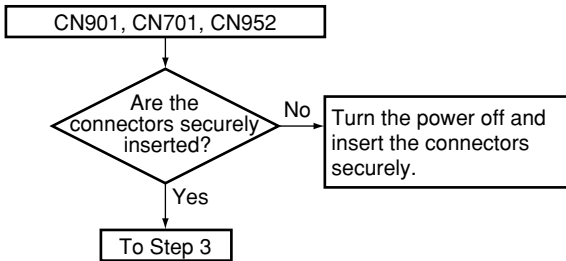 CN901, CN701, CN952
Are the
connectors securely
inserted?
No
Turn the power off and
insert the connectors
securely.
Yes
To Step 3